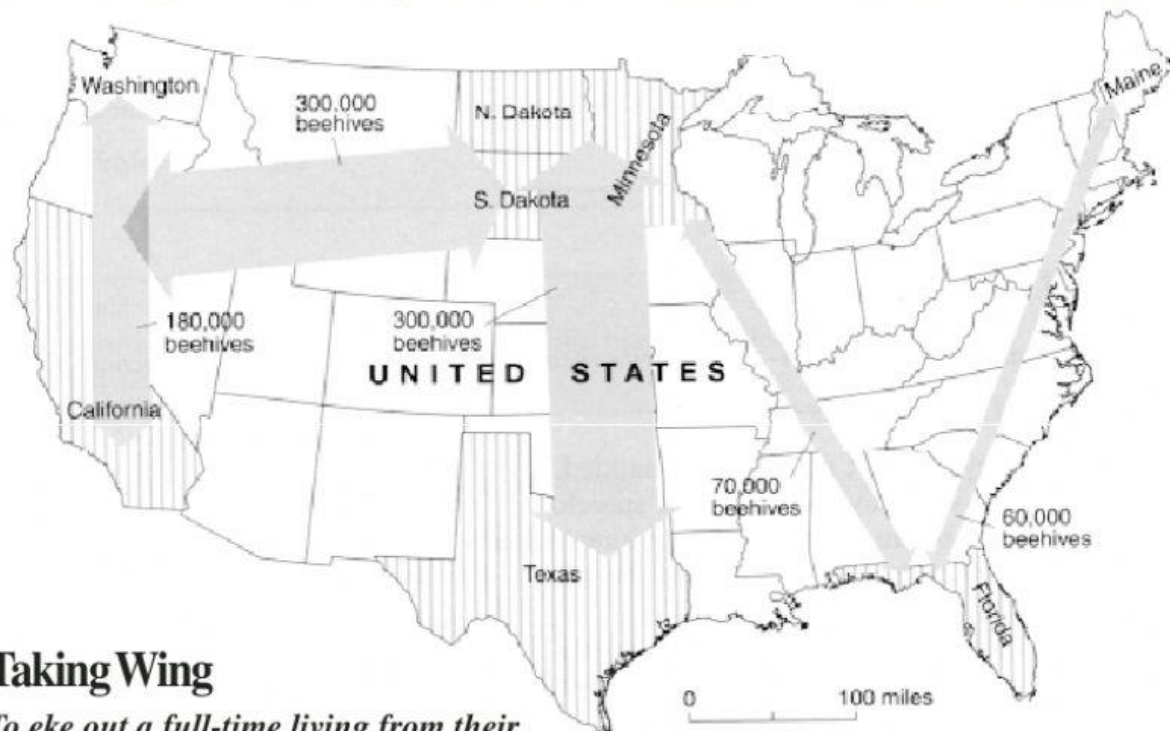 Washington
300,000
beehives
N. Dakota
Minnesota
Maine
S. Dakota
180,000
beehives
300,000
beehives
UNITED STATES
California
70,000
beehives
60,000
beehives
Texas
Florida
0 100 miles
Taking Wing
To eke out a full-time living from their